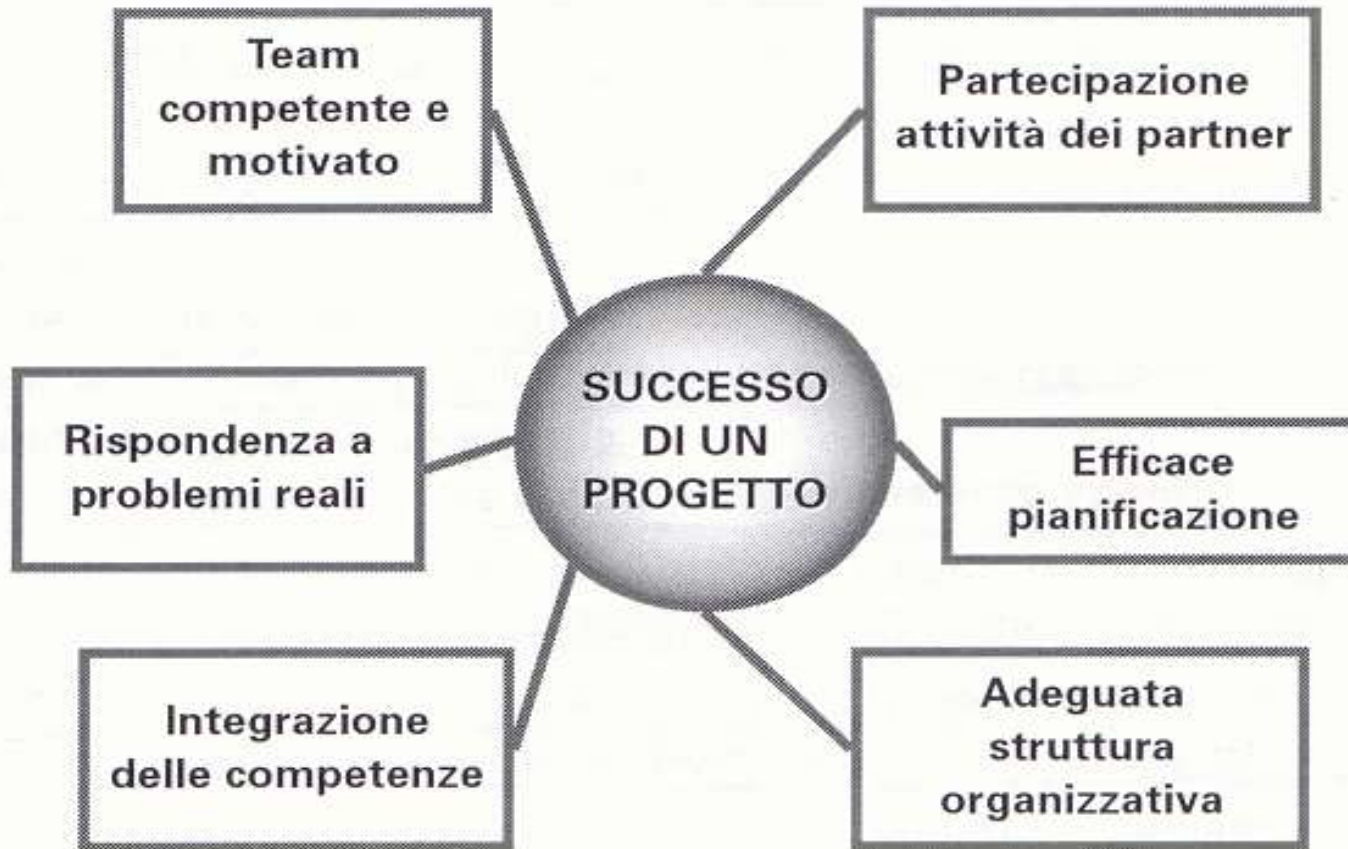 Team
competente e
motivato
Partecipazione
attività dei partner
SUCCESSO
DI UN
PROGETTO
Rispondenza a
problemi reali
Efficace
pianificazione
Integrazione
delle competenze
Adeguata
struttura
organizzativa